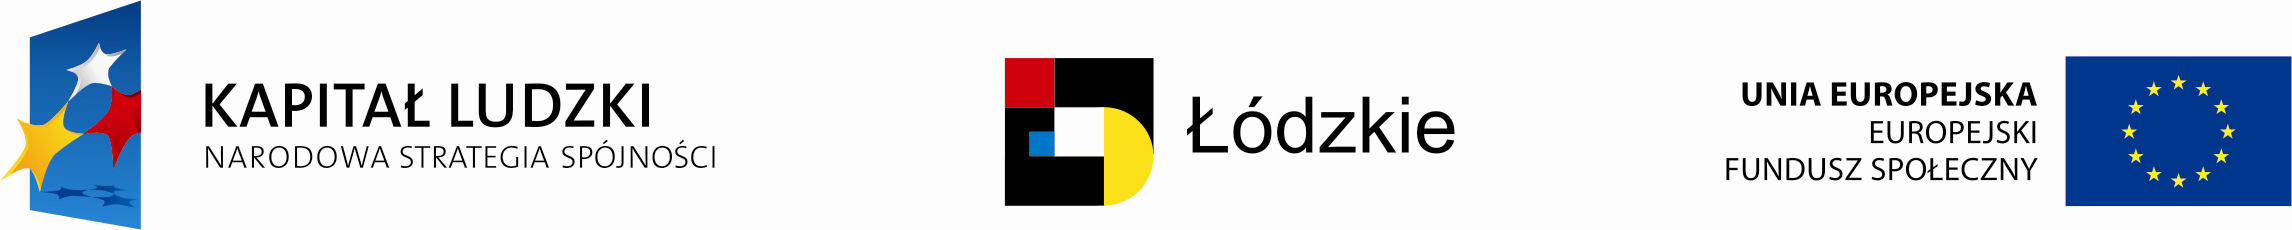 KAPITAŁ LUDZKI
NARODOWA STRATEGIA SPÓJNOŚCI
Łódzkie
UNIA EUROPEJSKA
EUROPEJSKI
FUNDUSZ SPOŁECZNY